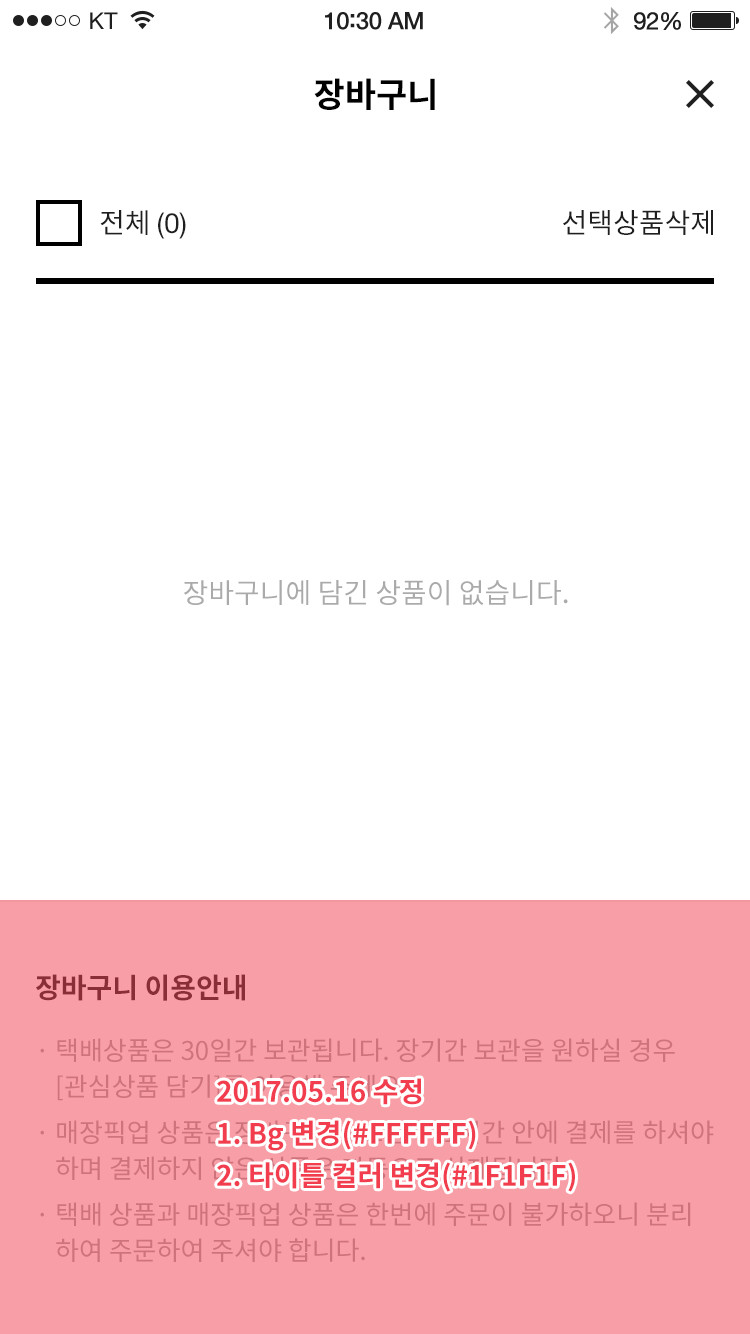 KT 10:30 AM 92%
장바구니
전체 (0) 선택상품삭제
장바구니에 담긴 상품이 없습니다.
장바구니 이용안내
· 택배상품은 30일간 보관됩니다. 장기간 보관을 원하실 경우
[관심상품 담기]
2017.05.16 수정
· 매장픽업 상품은 간 안에 결제를 하셔야
1. Bg 변경(#FFFFFF)
하며 결제하지
2. 타이틀 컬러 변경(#1F1F1F)
· 택배 상품과 매장픽업 상품은 한번에 주문이 불가하오니 분리
하여 주문하여 주셔야 합니다.